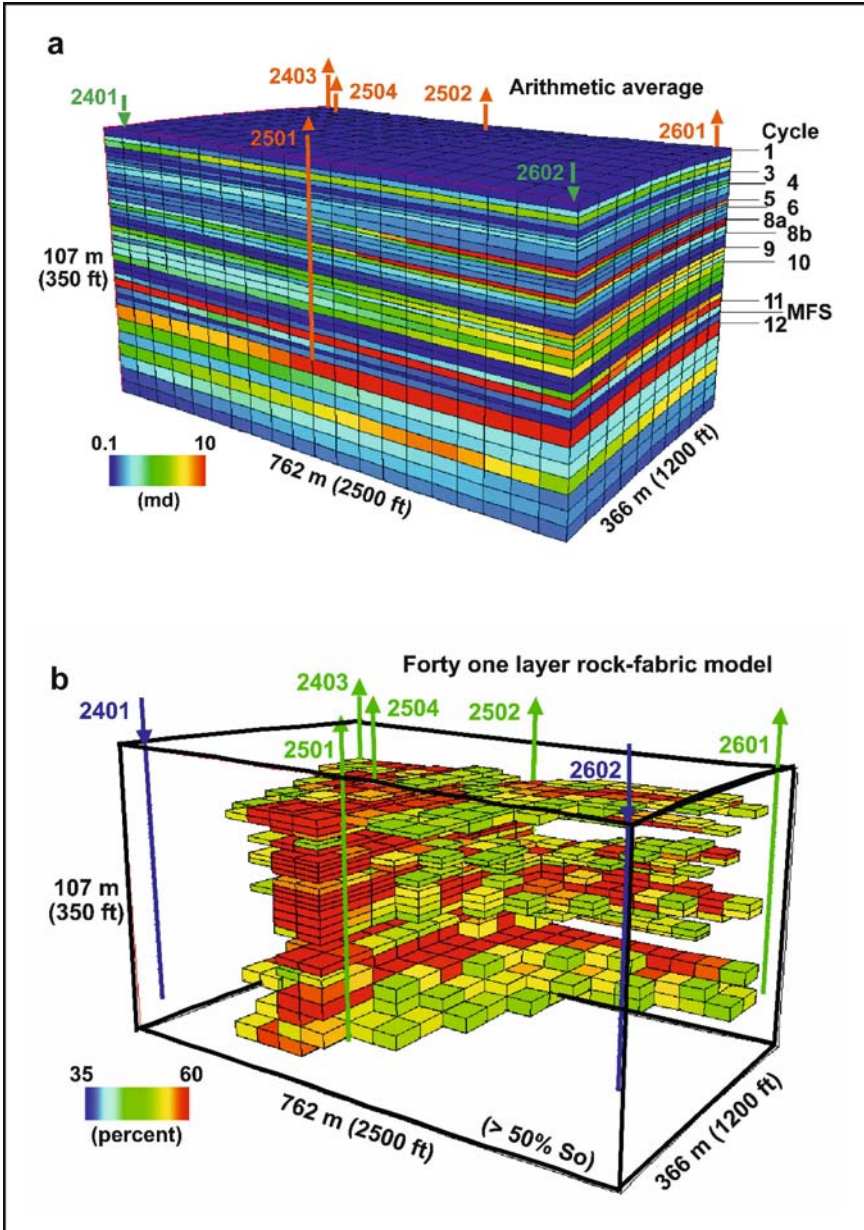 a
2403
2401
2504
2502
Arithmetic average
2501
2601
2602
Cycle
1
3
4
5
6
8a
8b
9
10
11
MFS
12
107 m
(350 ft)
0.1 10
(md)
762 m (2500 ft)
366 m (1200 ft)
b
Forty one layer rock-fabric model
2403
2401
2504
2502
2501
2601
2602
107 m
(350 ft)
35 60
(percent)
762 m (2500 ft)
(> 50% So)
366 m (1200 ft)